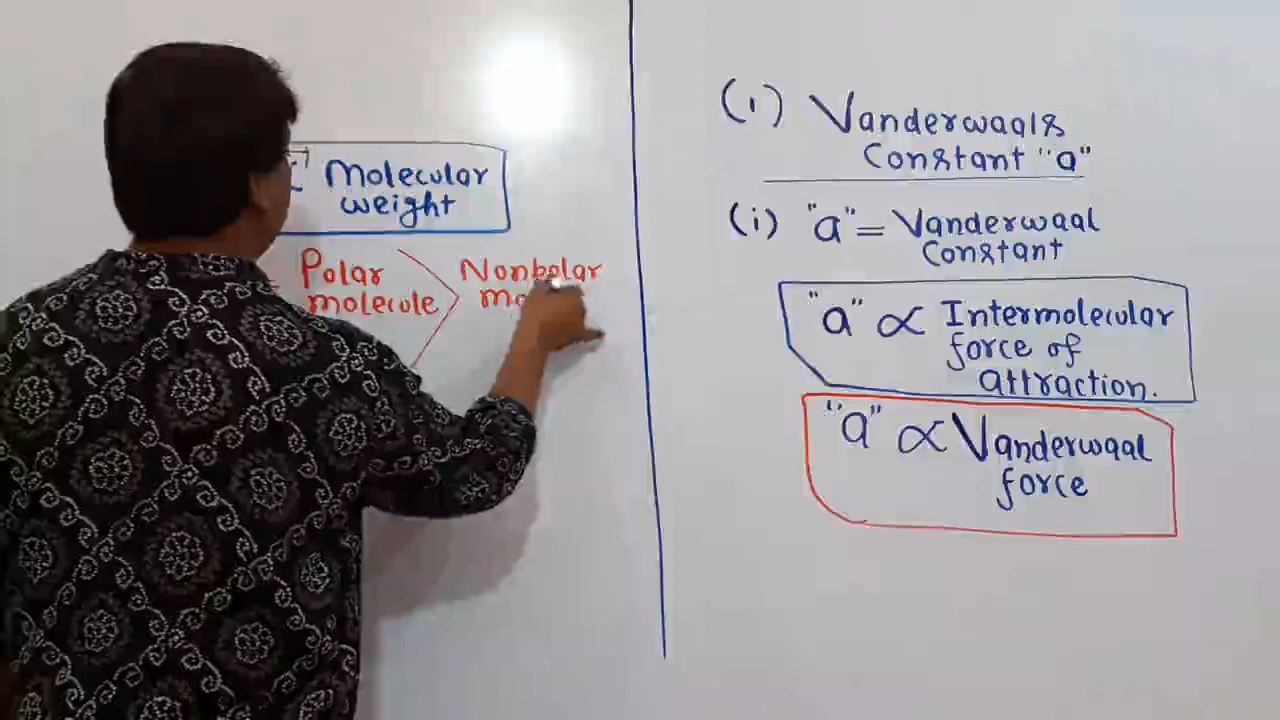 Molecular
weight
Polar
molecule
Nonpolar
(1) Vanderwaals
Constant "a"
(i) "a" = Vanderwaal
Constant
"a" ∝ Intermolecular
force of
attraction.
"a" ∝ Vanderwaal
force